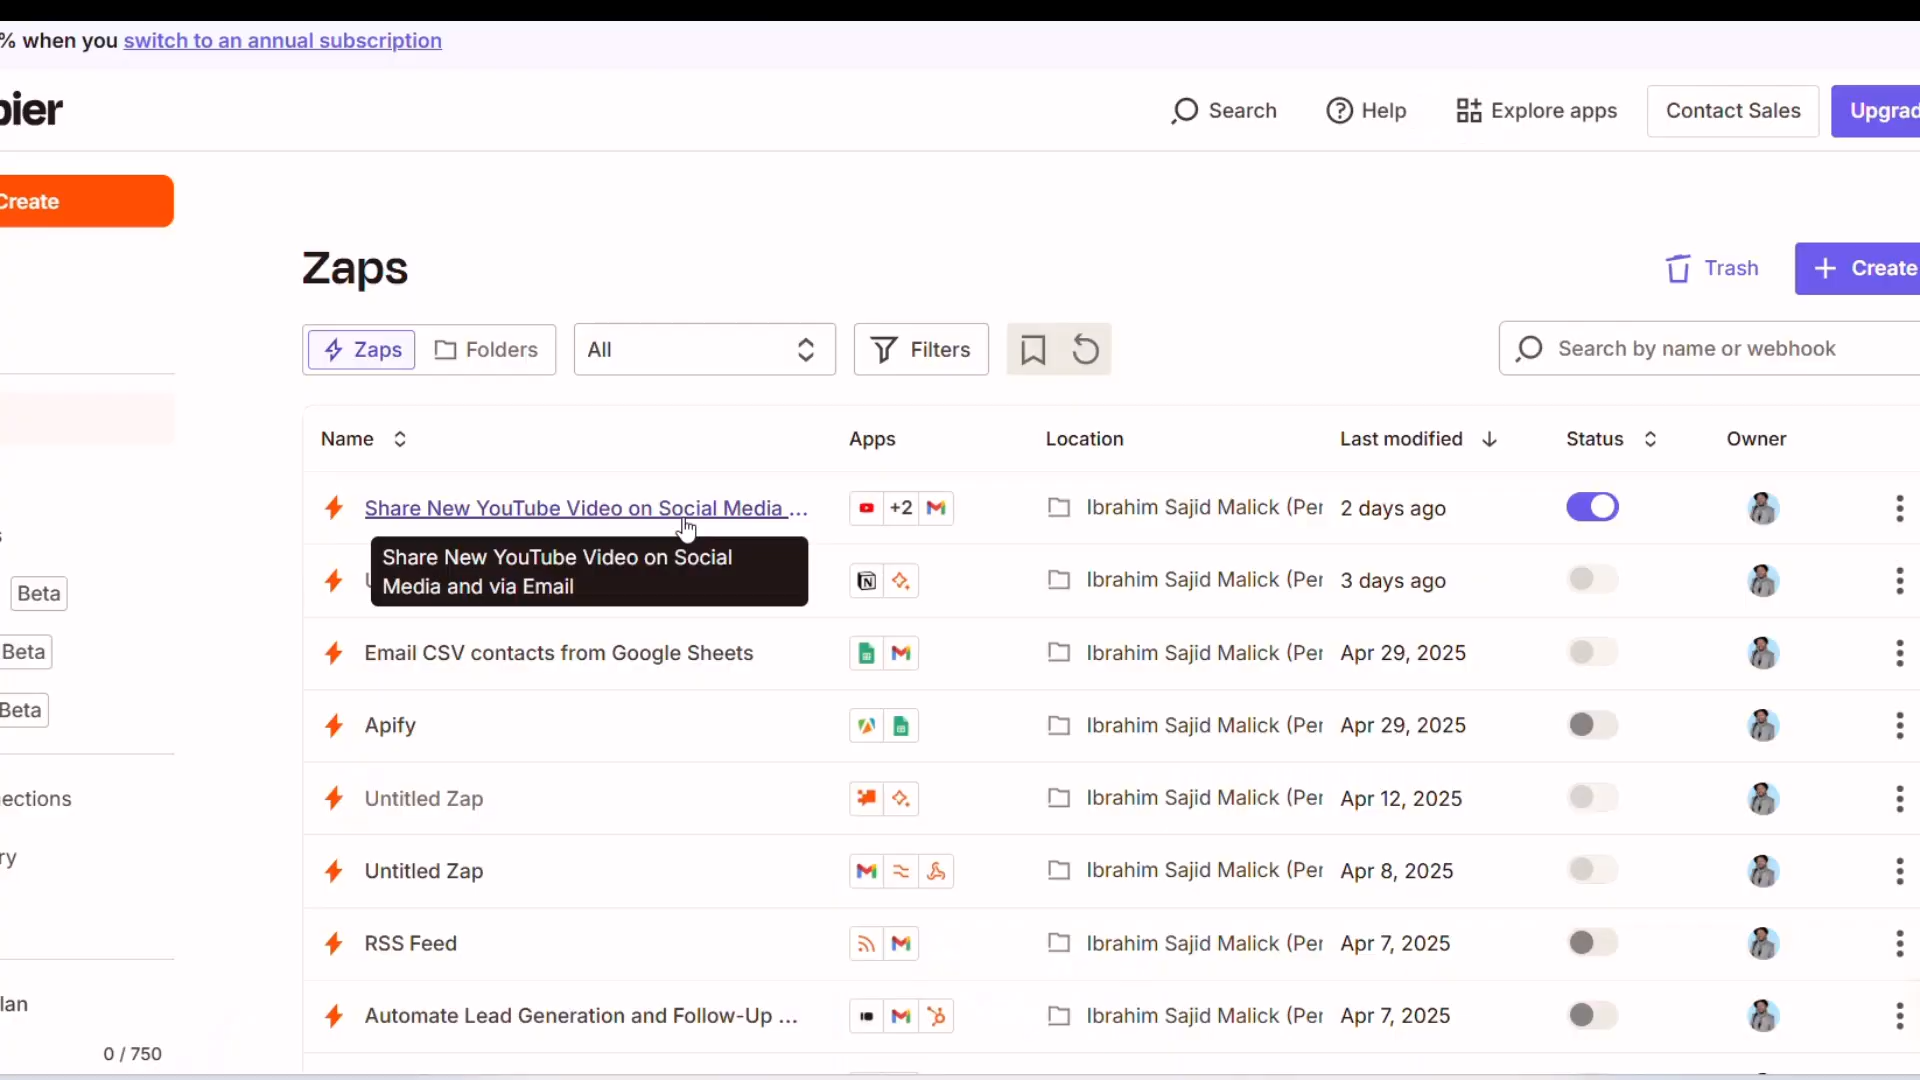 % when you switch to an annual subscription
pier
Search
Help
Explore apps
Contact Sales
Upgrad
Create
Zaps
Trash
+ Create
Zaps
Folders
All
Filters
Search by name or webhook
Name
Apps
Location
Last modified
Status
Owner
Share New YouTube Video on Social Media ...
+2
Ibrahim Sajid Malick (Per
2 days ago
Share New YouTube Video on Social
Media and via Email
Ibrahim Sajid Malick (Per
3 days ago
Beta
Email CSV contacts from Google Sheets
Ibrahim Sajid Malick (Per
Apr 29, 2025
Beta
Apify
Ibrahim Sajid Malick (Per
Apr 29, 2025
Beta
Untitled Zap
Ibrahim Sajid Malick (Per
Apr 12, 2025
ections
Untitled Zap
Ibrahim Sajid Malick (Per
Apr 8, 2025
ry
RSS Feed
Ibrahim Sajid Malick (Per
Apr 7, 2025
Automate Lead Generation and Follow-Up ...
Ibrahim Sajid Malick (Per
Apr 7, 2025
lan
0 / 750